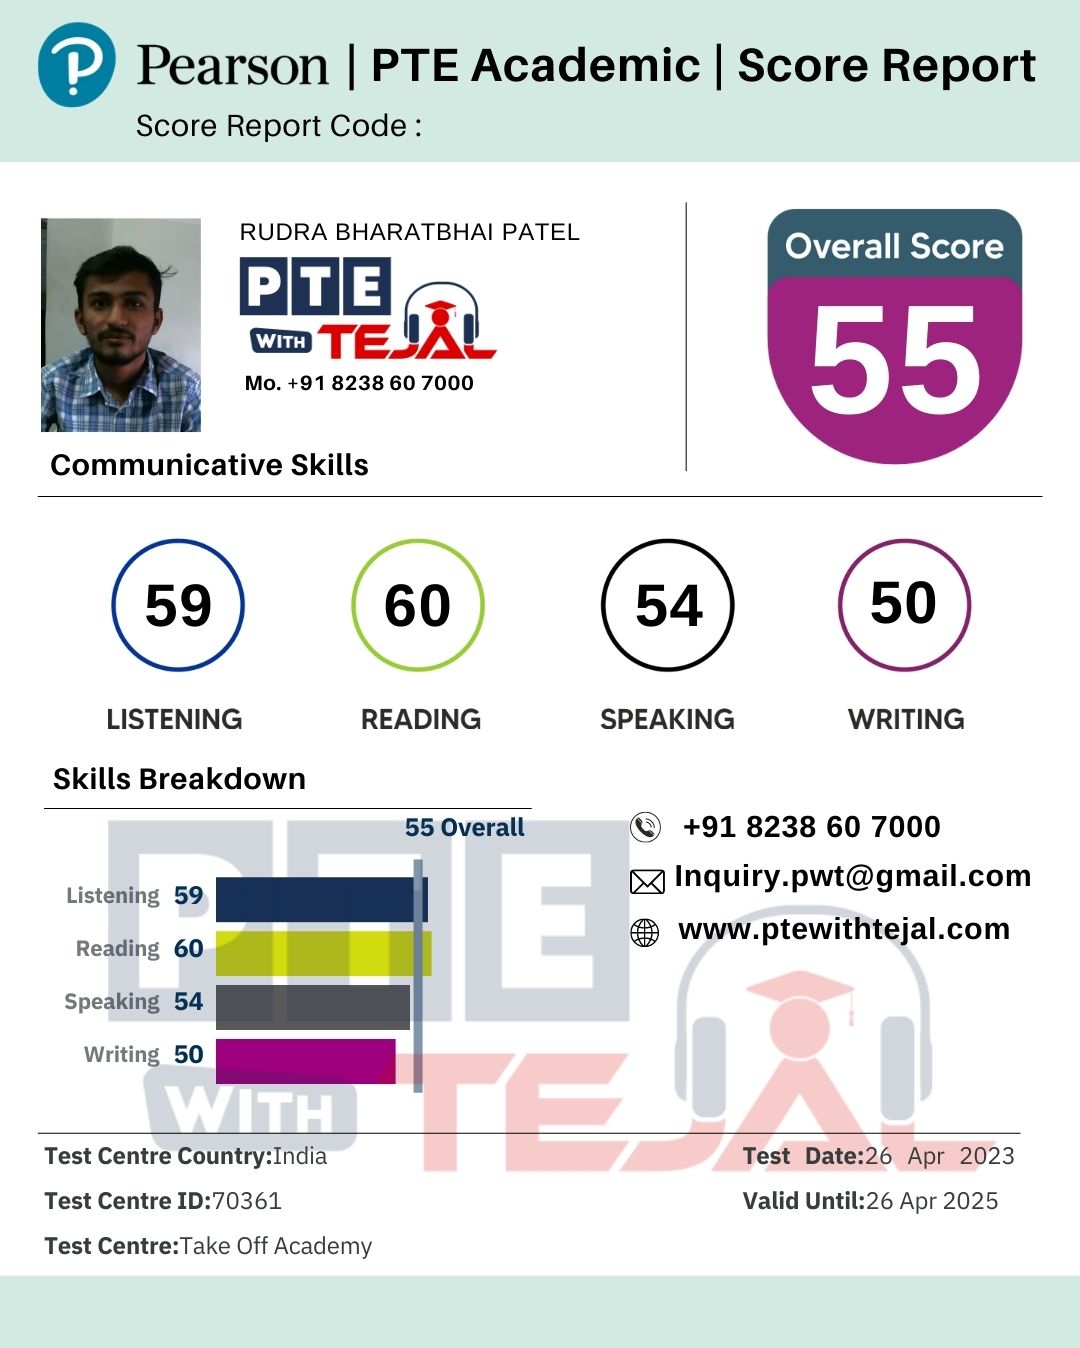 Pearson | PTE Academic | Score Report
Score Report Code :
RUDRA BHARATBHAI PATEL
PTE
WITH TEJAL
Mo. +91 8238 60 7000
Overall Score
55
Communicative Skills
59 60 54 50
LISTENING READING SPEAKING WRITING
Skills Breakdown
55 Overall
Listening 59
Reading 60
Speaking 54
Writing 50
+91 8238 60 7000
Inquiry.pwt@gmail.com
www.ptewithtejal.com
PTE
WITH TEJAL
Test Centre Country:India
Test Centre ID:70361
Test Centre:Take Off Academy
Test Date:26 Apr 2023
Valid Until:26 Apr 2025